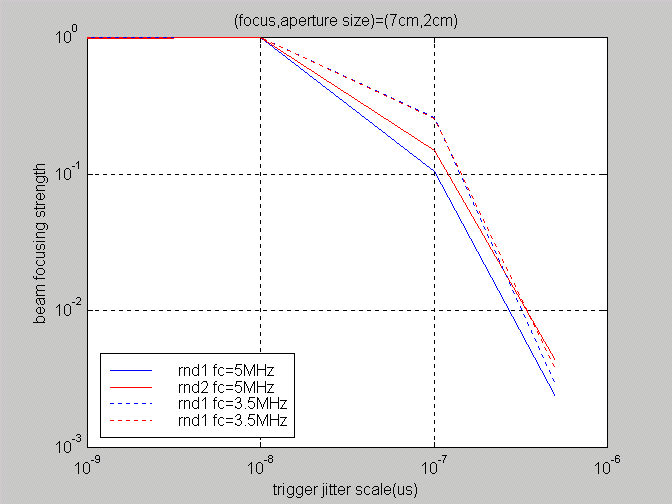 (focus,aperture size)=(7cm,2cm)
10^0
10^-1
10^-2
10^-3
beam focusing strength
rnd1 fc=5MHz
rnd2 fc=5MHz
rnd1 fc=3.5MHz
rnd1 fc=3.5MHz
10^-9
10^-8
10^-7
10^-6
trigger jitter scale(us)